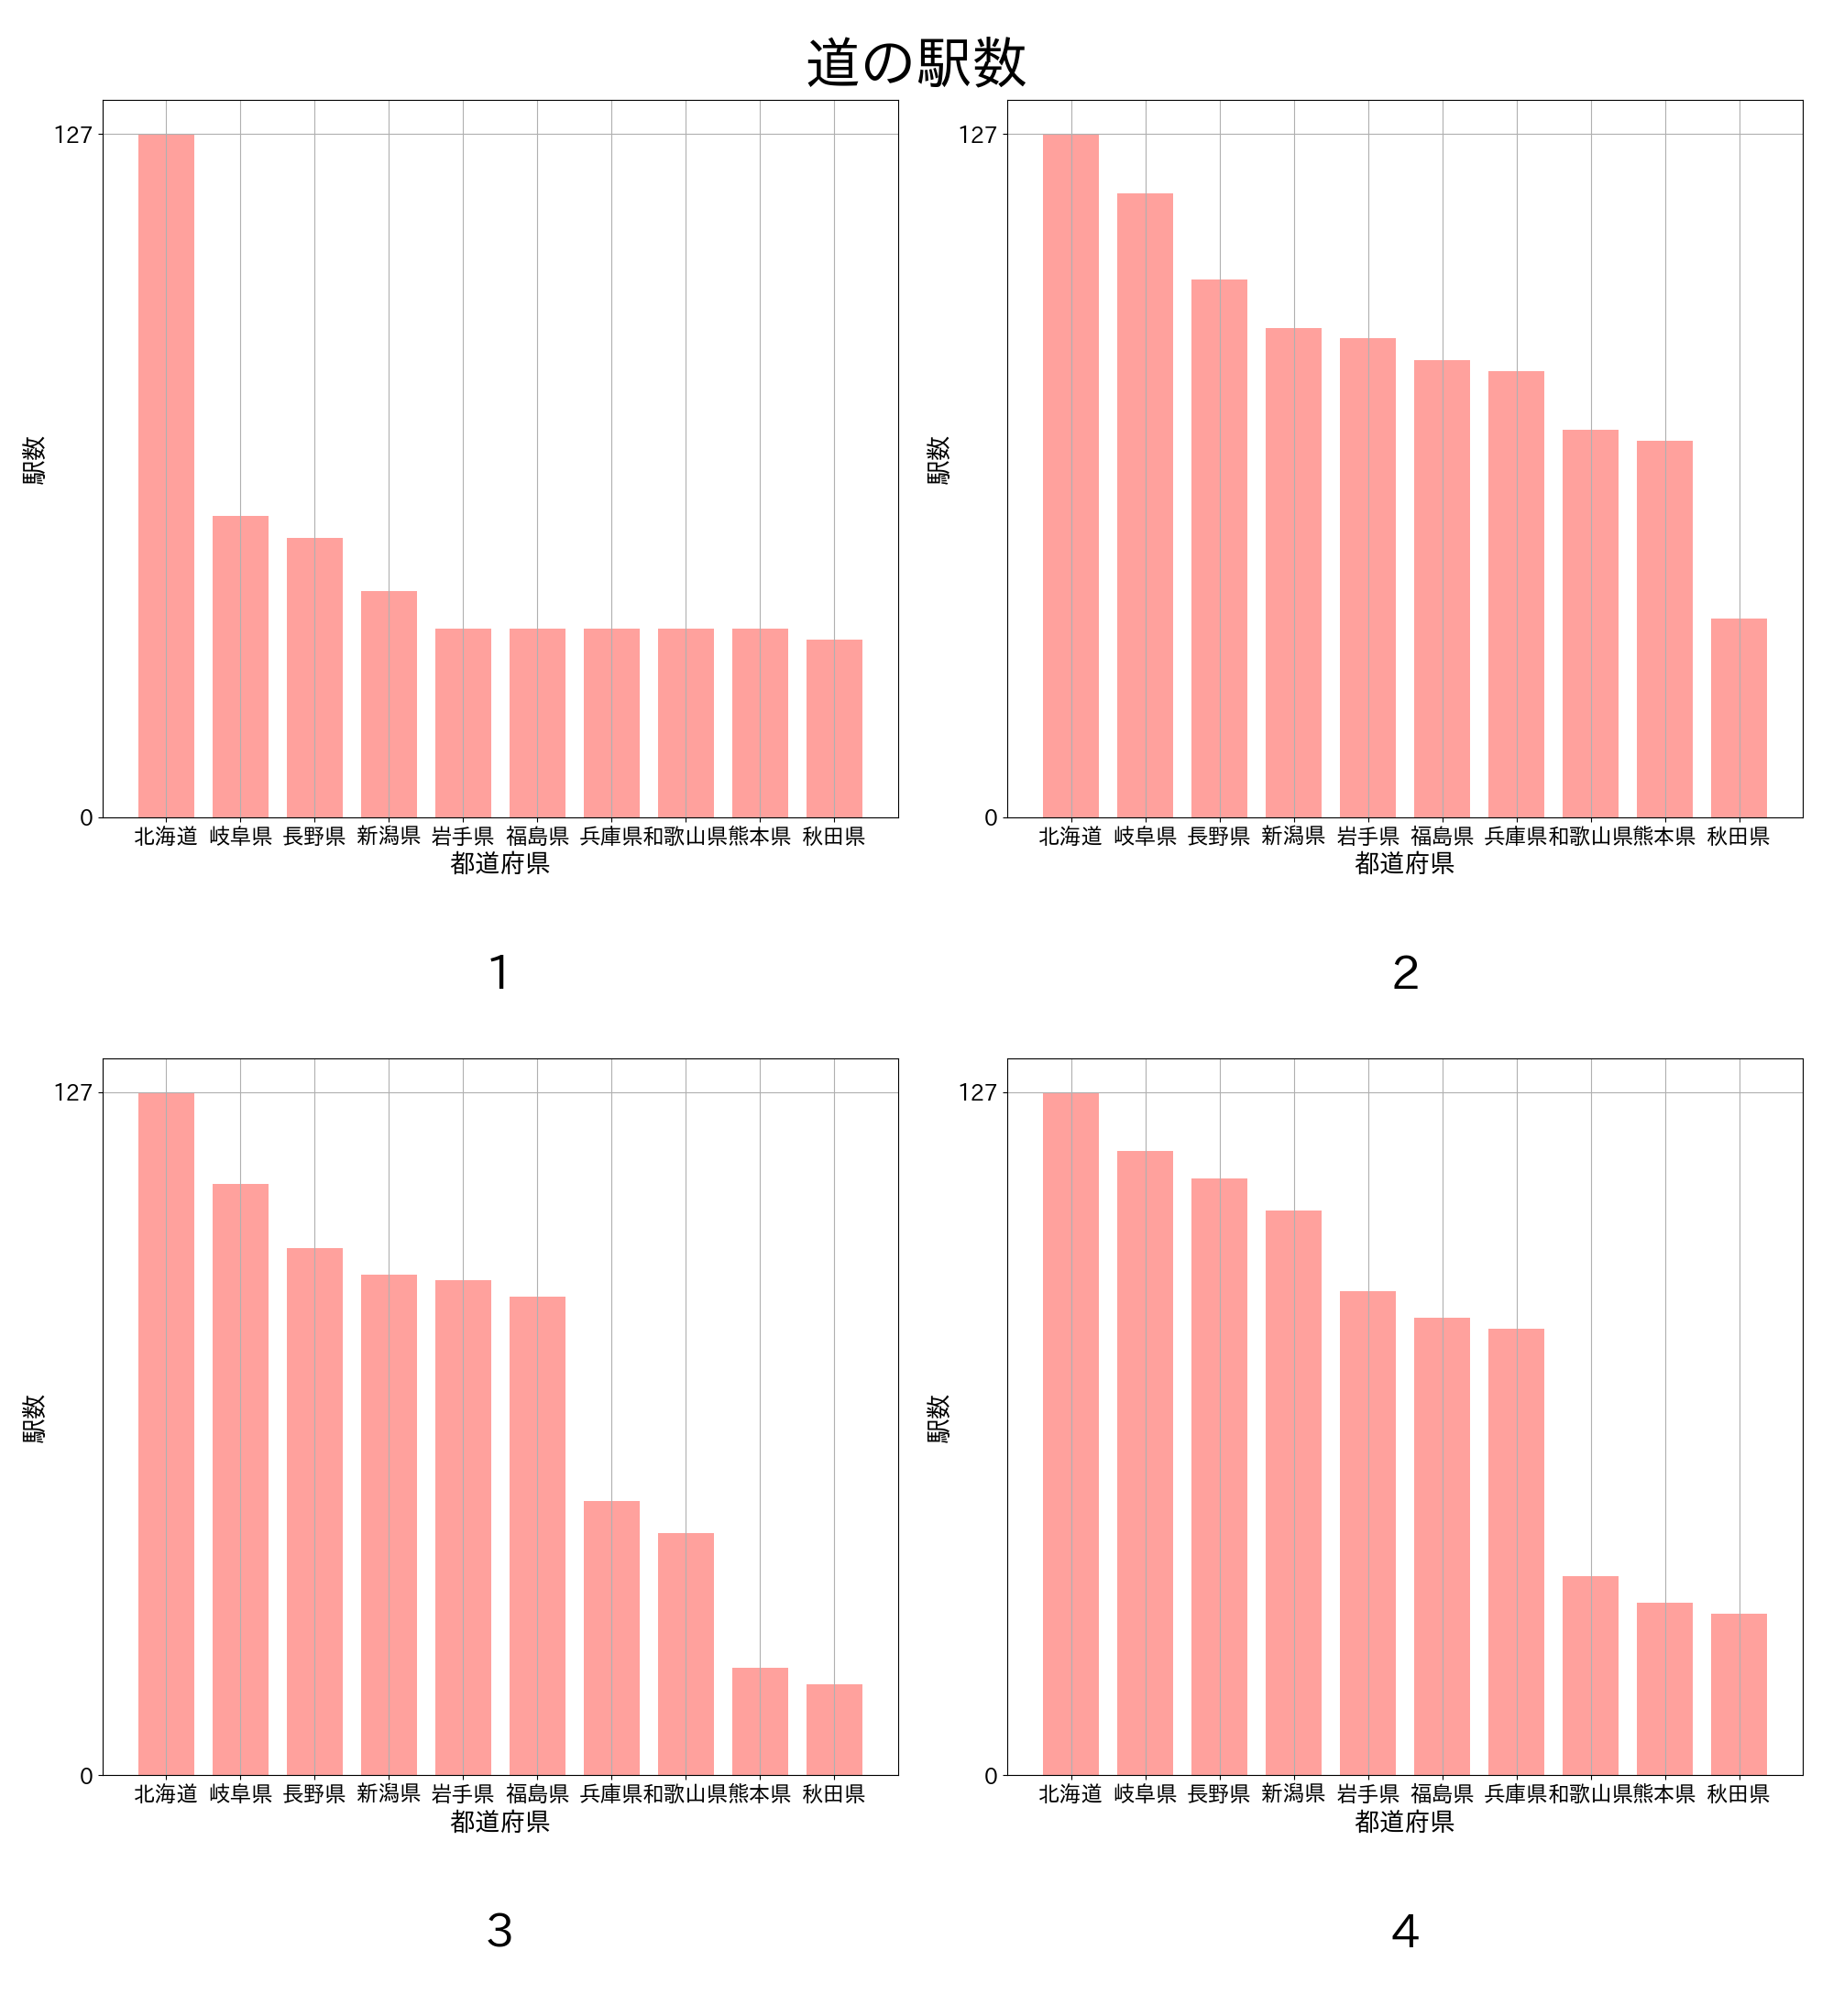 道の駅数
127
0
駅数
北海道 岐阜県 長野県 新潟県 岩手県 福島県 兵庫県 和歌山県 熊本県 秋田県
都道府県
1
127
0
駅数
北海道 岐阜県 長野県 新潟県 岩手県 福島県 兵庫県 和歌山県 熊本県 秋田県
都道府県
2
127
0
駅数
北海道 岐阜県 長野県 新潟県 岩手県 福島県 兵庫県 和歌山県 熊本県 秋田県
都道府県
3
127
0
駅数
北海道 岐阜県 長野県 新潟県 岩手県 福島県 兵庫県 和歌山県 熊本県 秋田県
都道府県
4